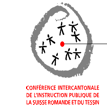 CONFÉRENCE INTERCANTONALE
DE L'INSTRUCTION PUBLIQUE DE
LA SUISSE ROMANDE ET DU TESSIN